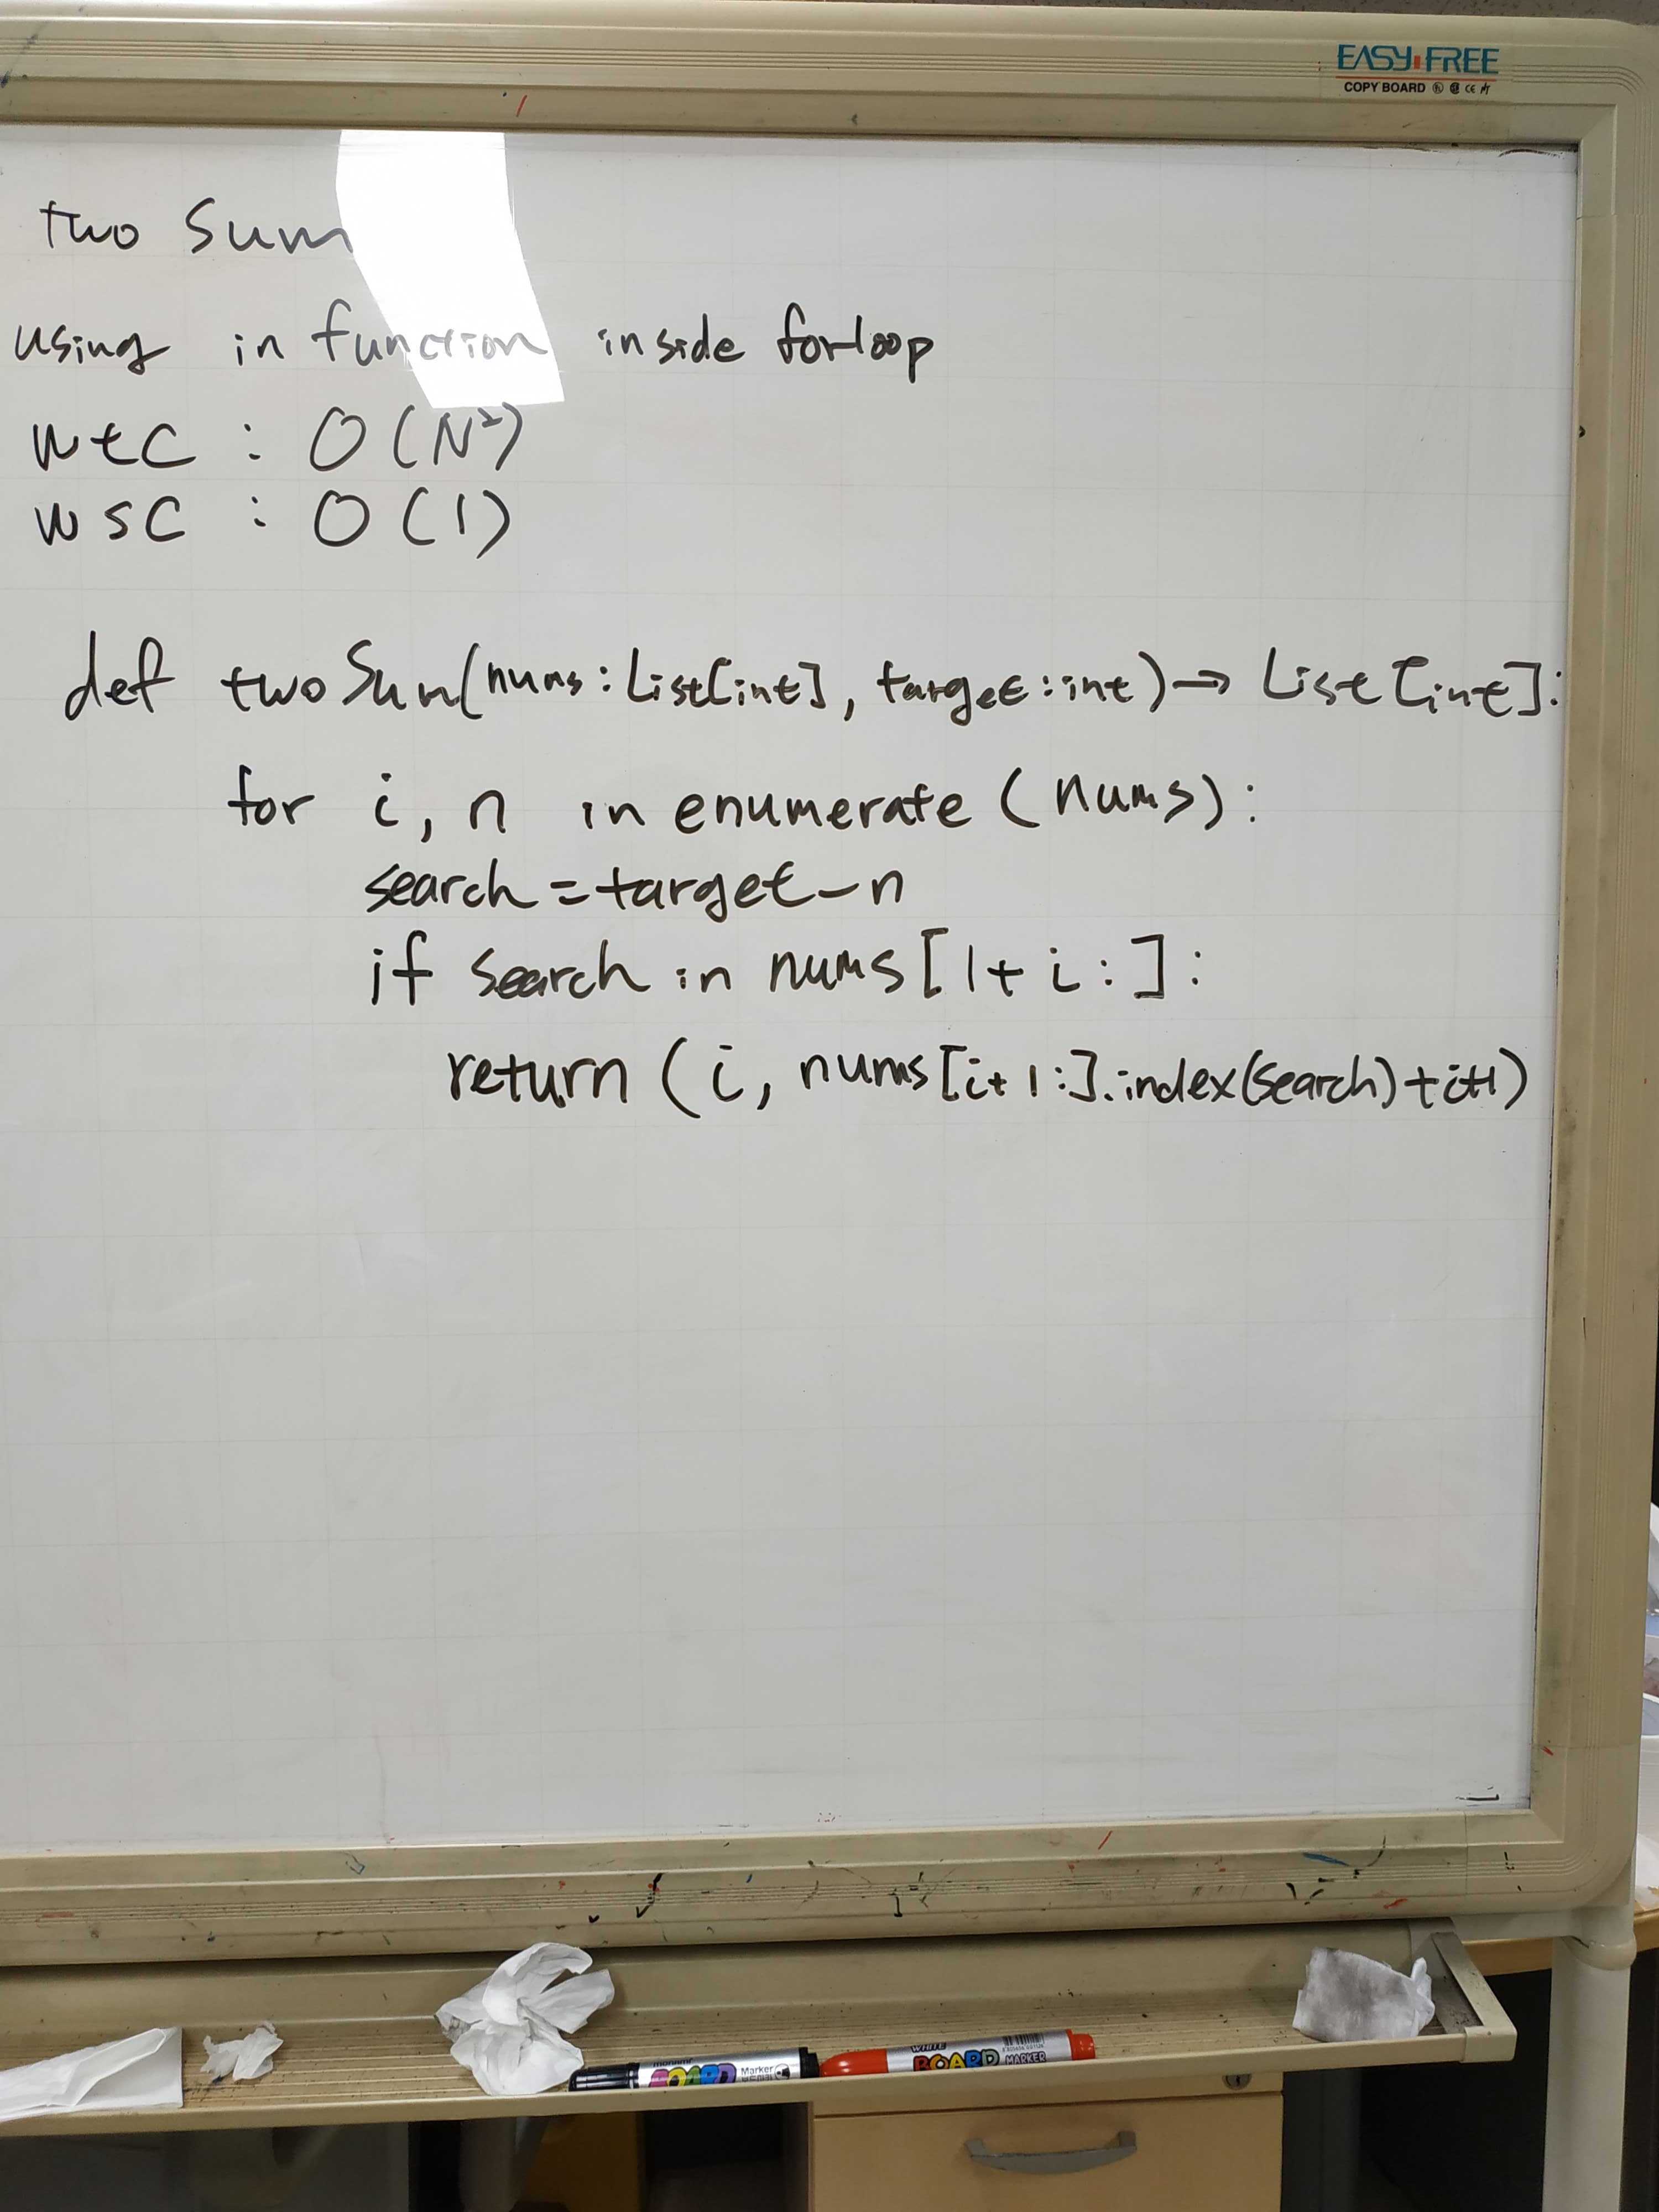 EASY FREE
COPY BOARD
two Sum
using in function inside forloop
wtC : O(N²)
wsC : O(1)
def twoSum(nums:List[int], target:int)→ List[int]:
for i, n in enumerate(nums):
search=target-n
if search in nums[1+i:]:
return (i, nums[i+1:].index(search)+i+1)
monami BOARD Marker
WHITE BOARD MARKER